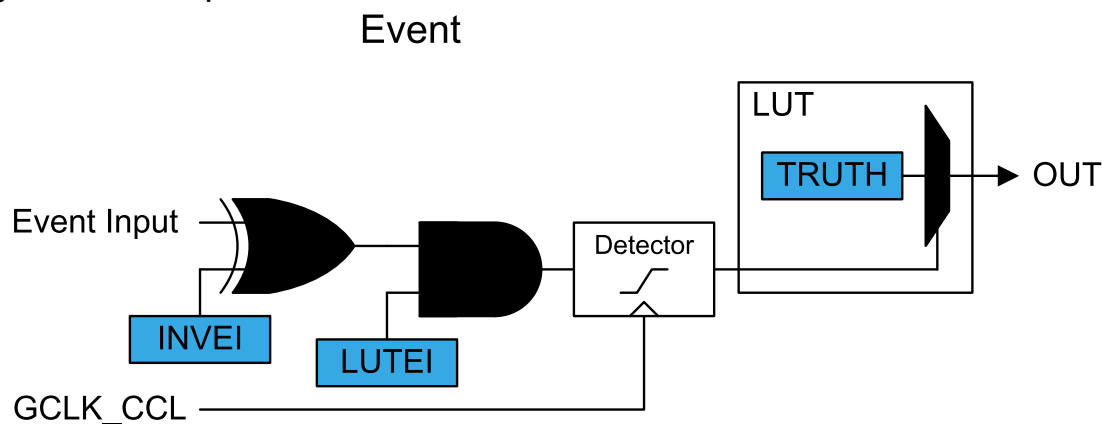 Event
LUT
TRUTH
OUT
Event Input
Detector
INVEI
LUTEI
GCLK_CCL